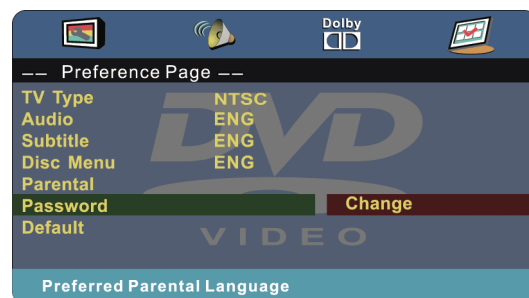 Dolby
-- Preference Page --
TV Type NTSC
Audio ENG
Subtitle ENG
Disc Menu ENG
Parental
Password Change
Default
DVD
VIDEO
Preferred Parental Language